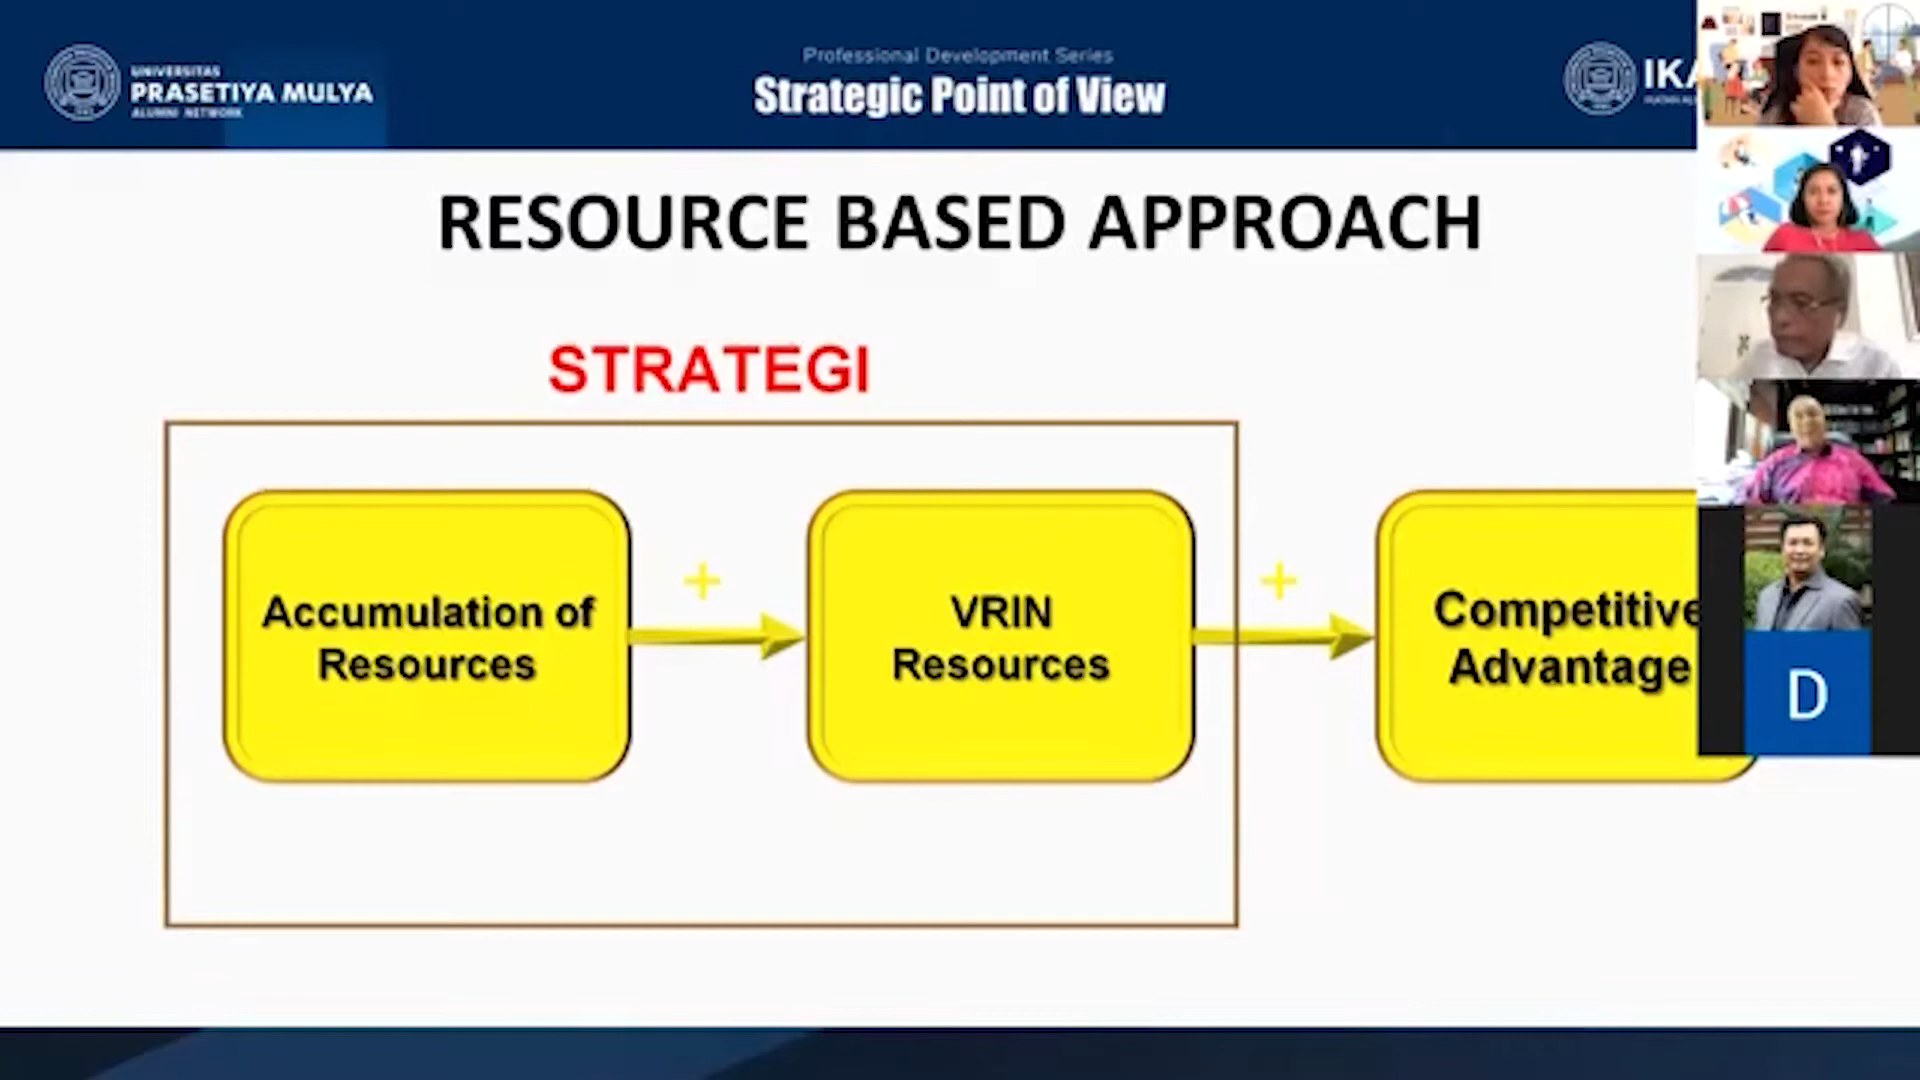 UNIVERSITAS
PRASETIYA MULYA
ALUMNI NETWORK
Professional Development Series
Strategic Point of View
IKA
RESOURCE BASED APPROACH
STRATEGI
Accumulation of
Resources
+
VRIN
Resources
+
Competitive
Advantage
D